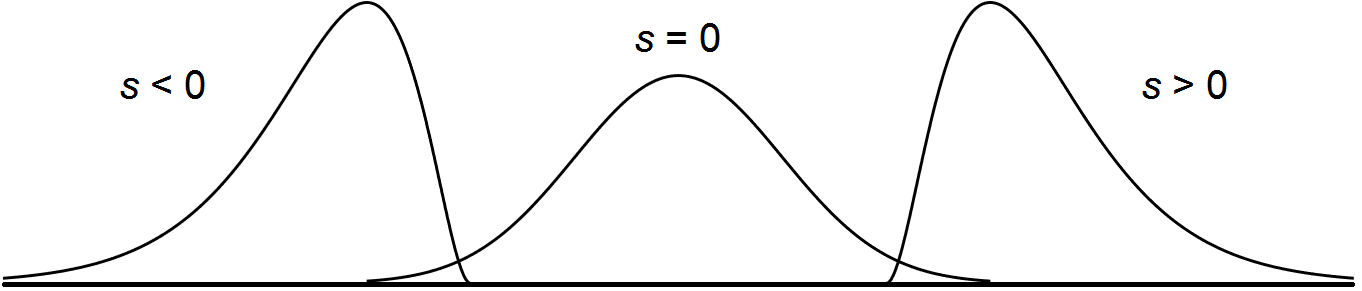 s < 0
s = 0
s > 0